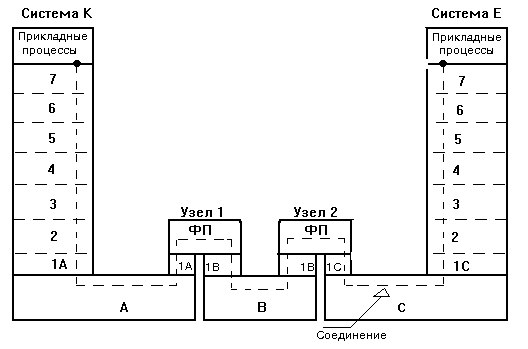 Система K
Система E
Прикладные
процессы
Прикладные
процессы
7
7
6
6
5
5
4
4
3
3
Узел 1
Узел 2
ФП
ФП
2
2
1A
1A
1B
1B
1C
1C
A
B
C
Соединение